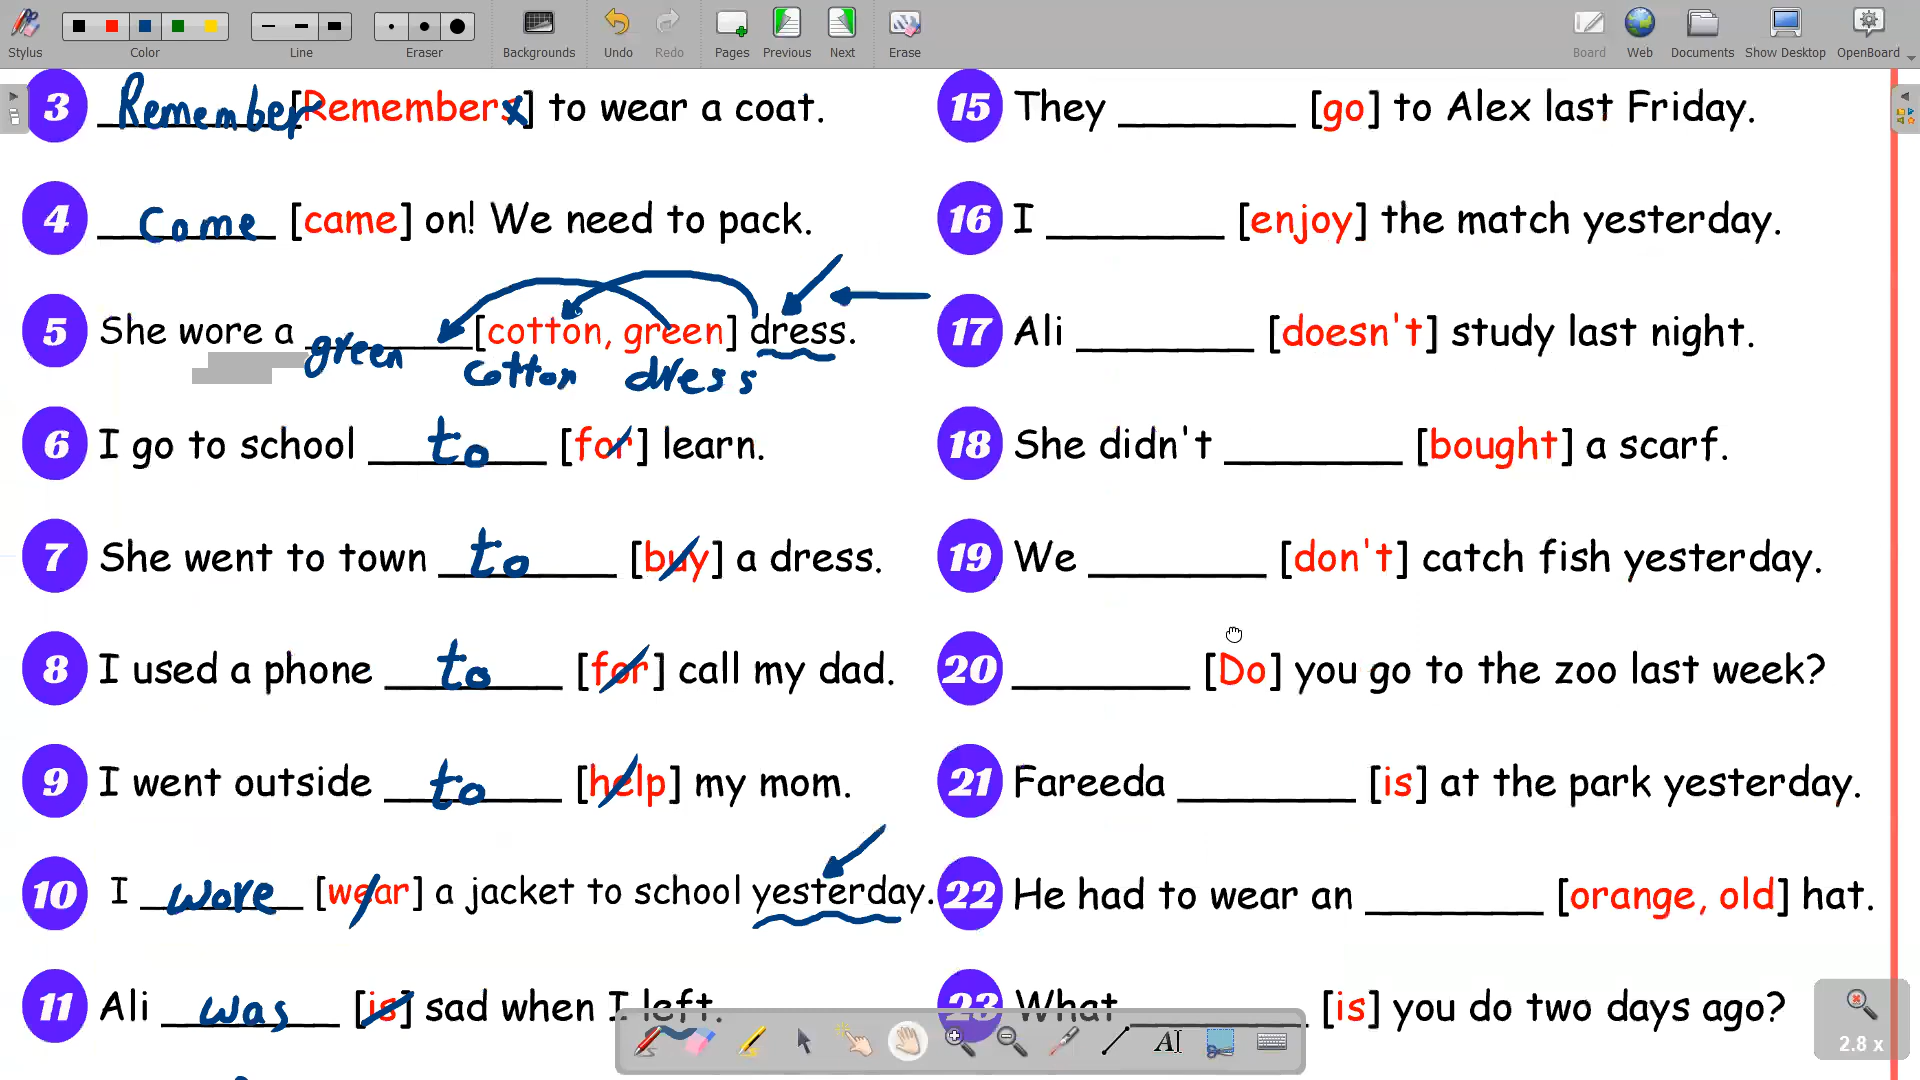 Stylus Color Line Eraser Backgrounds Undo Redo Pages Previous Next Erase Board Web Documents Show Desktop OpenBoard
3 Remember [Remembers] to wear a coat.
4 Come [came] on! We need to pack.
5 She wore a green [cotton, green] dress.
cotton dress
6 I go to school to [for] learn.
7 She went to town to [buy] a dress.
8 I used a phone to [for] call my dad.
9 I went outside to [help] my mom.
10 I wore [wear] a jacket to school yesterday.
11 Ali was [is] sad when I left.
15 They ________ [go] to Alex last Friday.
16 I ________ [enjoy] the match yesterday.
17 Ali ________ [doesn't] study last night.
18 She didn't ________ [bought] a scarf.
19 We ________ [don't] catch fish yesterday.
20 ________ [Do] you go to the zoo last week?
21 Fareeda ________ [is] at the park yesterday.
22 He had to wear an ________ [orange, old] hat.
23 What ________ [is] you do two days ago?
2.8 x